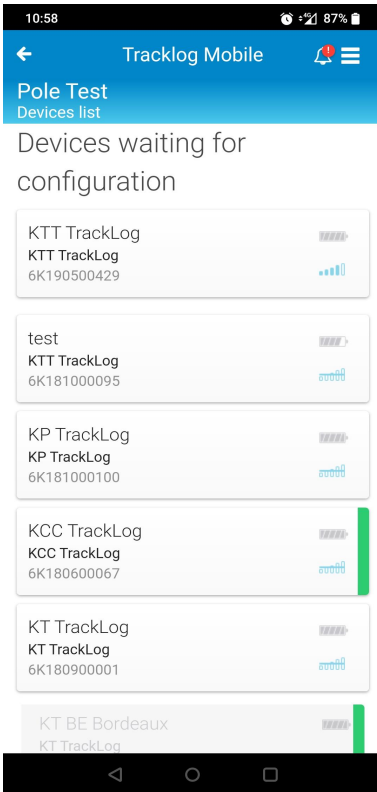 10:58
4G 87%
Tracklog Mobile
Pole Test
Devices list
Devices waiting for
configuration
KTT TrackLog
KTT TrackLog
6K190500429
test
KTT TrackLog
6K181000095
KP TrackLog
KP TrackLog
6K181000100
KCC TrackLog
KCC TrackLog
6K180600067
KT TrackLog
KT TrackLog
6K180900001
KT BE Bordeaux
KT TrackLog